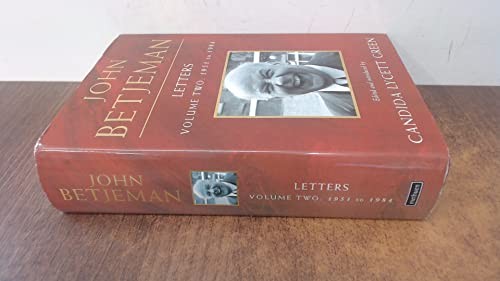 JOHN
BETJEMAN
LETTERS
VOLUME TWO: 1951 to 1984
Edited and introduced by
CANDIDA LYCETT GREEN
JOHN
BETJEMAN
LETTERS
VOLUME TWO: 1951 to 1984
methuen